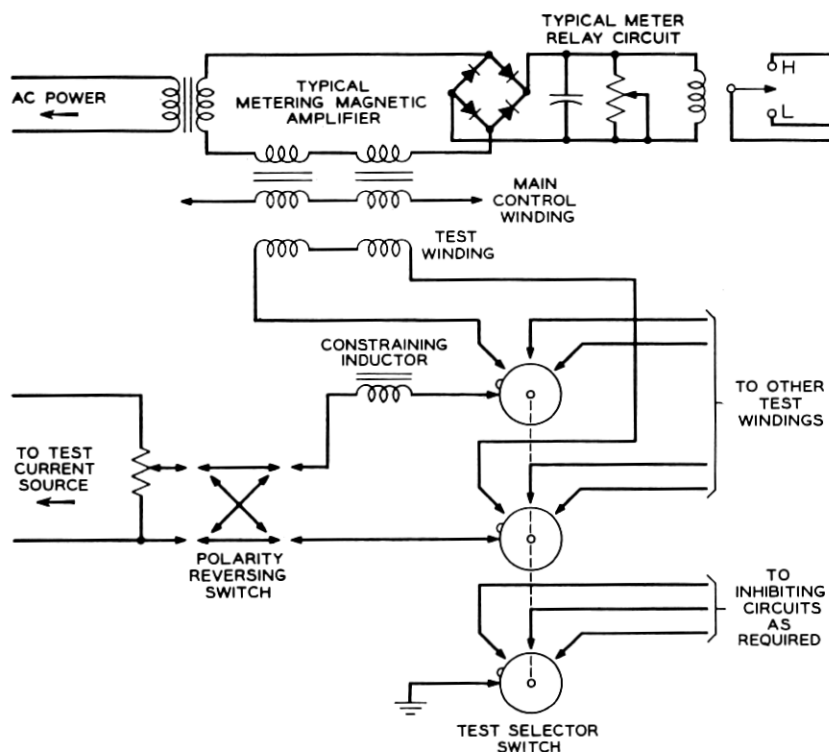 TYPICAL METER
RELAY CIRCUIT
H
L
AC POWER
TYPICAL
METERING MAGNETIC
AMPLIFIER
MAIN
CONTROL
WINDING
TEST
WINDING
CONSTRAINING
INDUCTOR
TO OTHER
TEST
WINDINGS
TO TEST
CURRENT
SOURCE
POLARITY
REVERSING
SWITCH
TO
INHIBITING
CIRCUITS
AS
REQUIRED
TEST SELECTOR
SWITCH